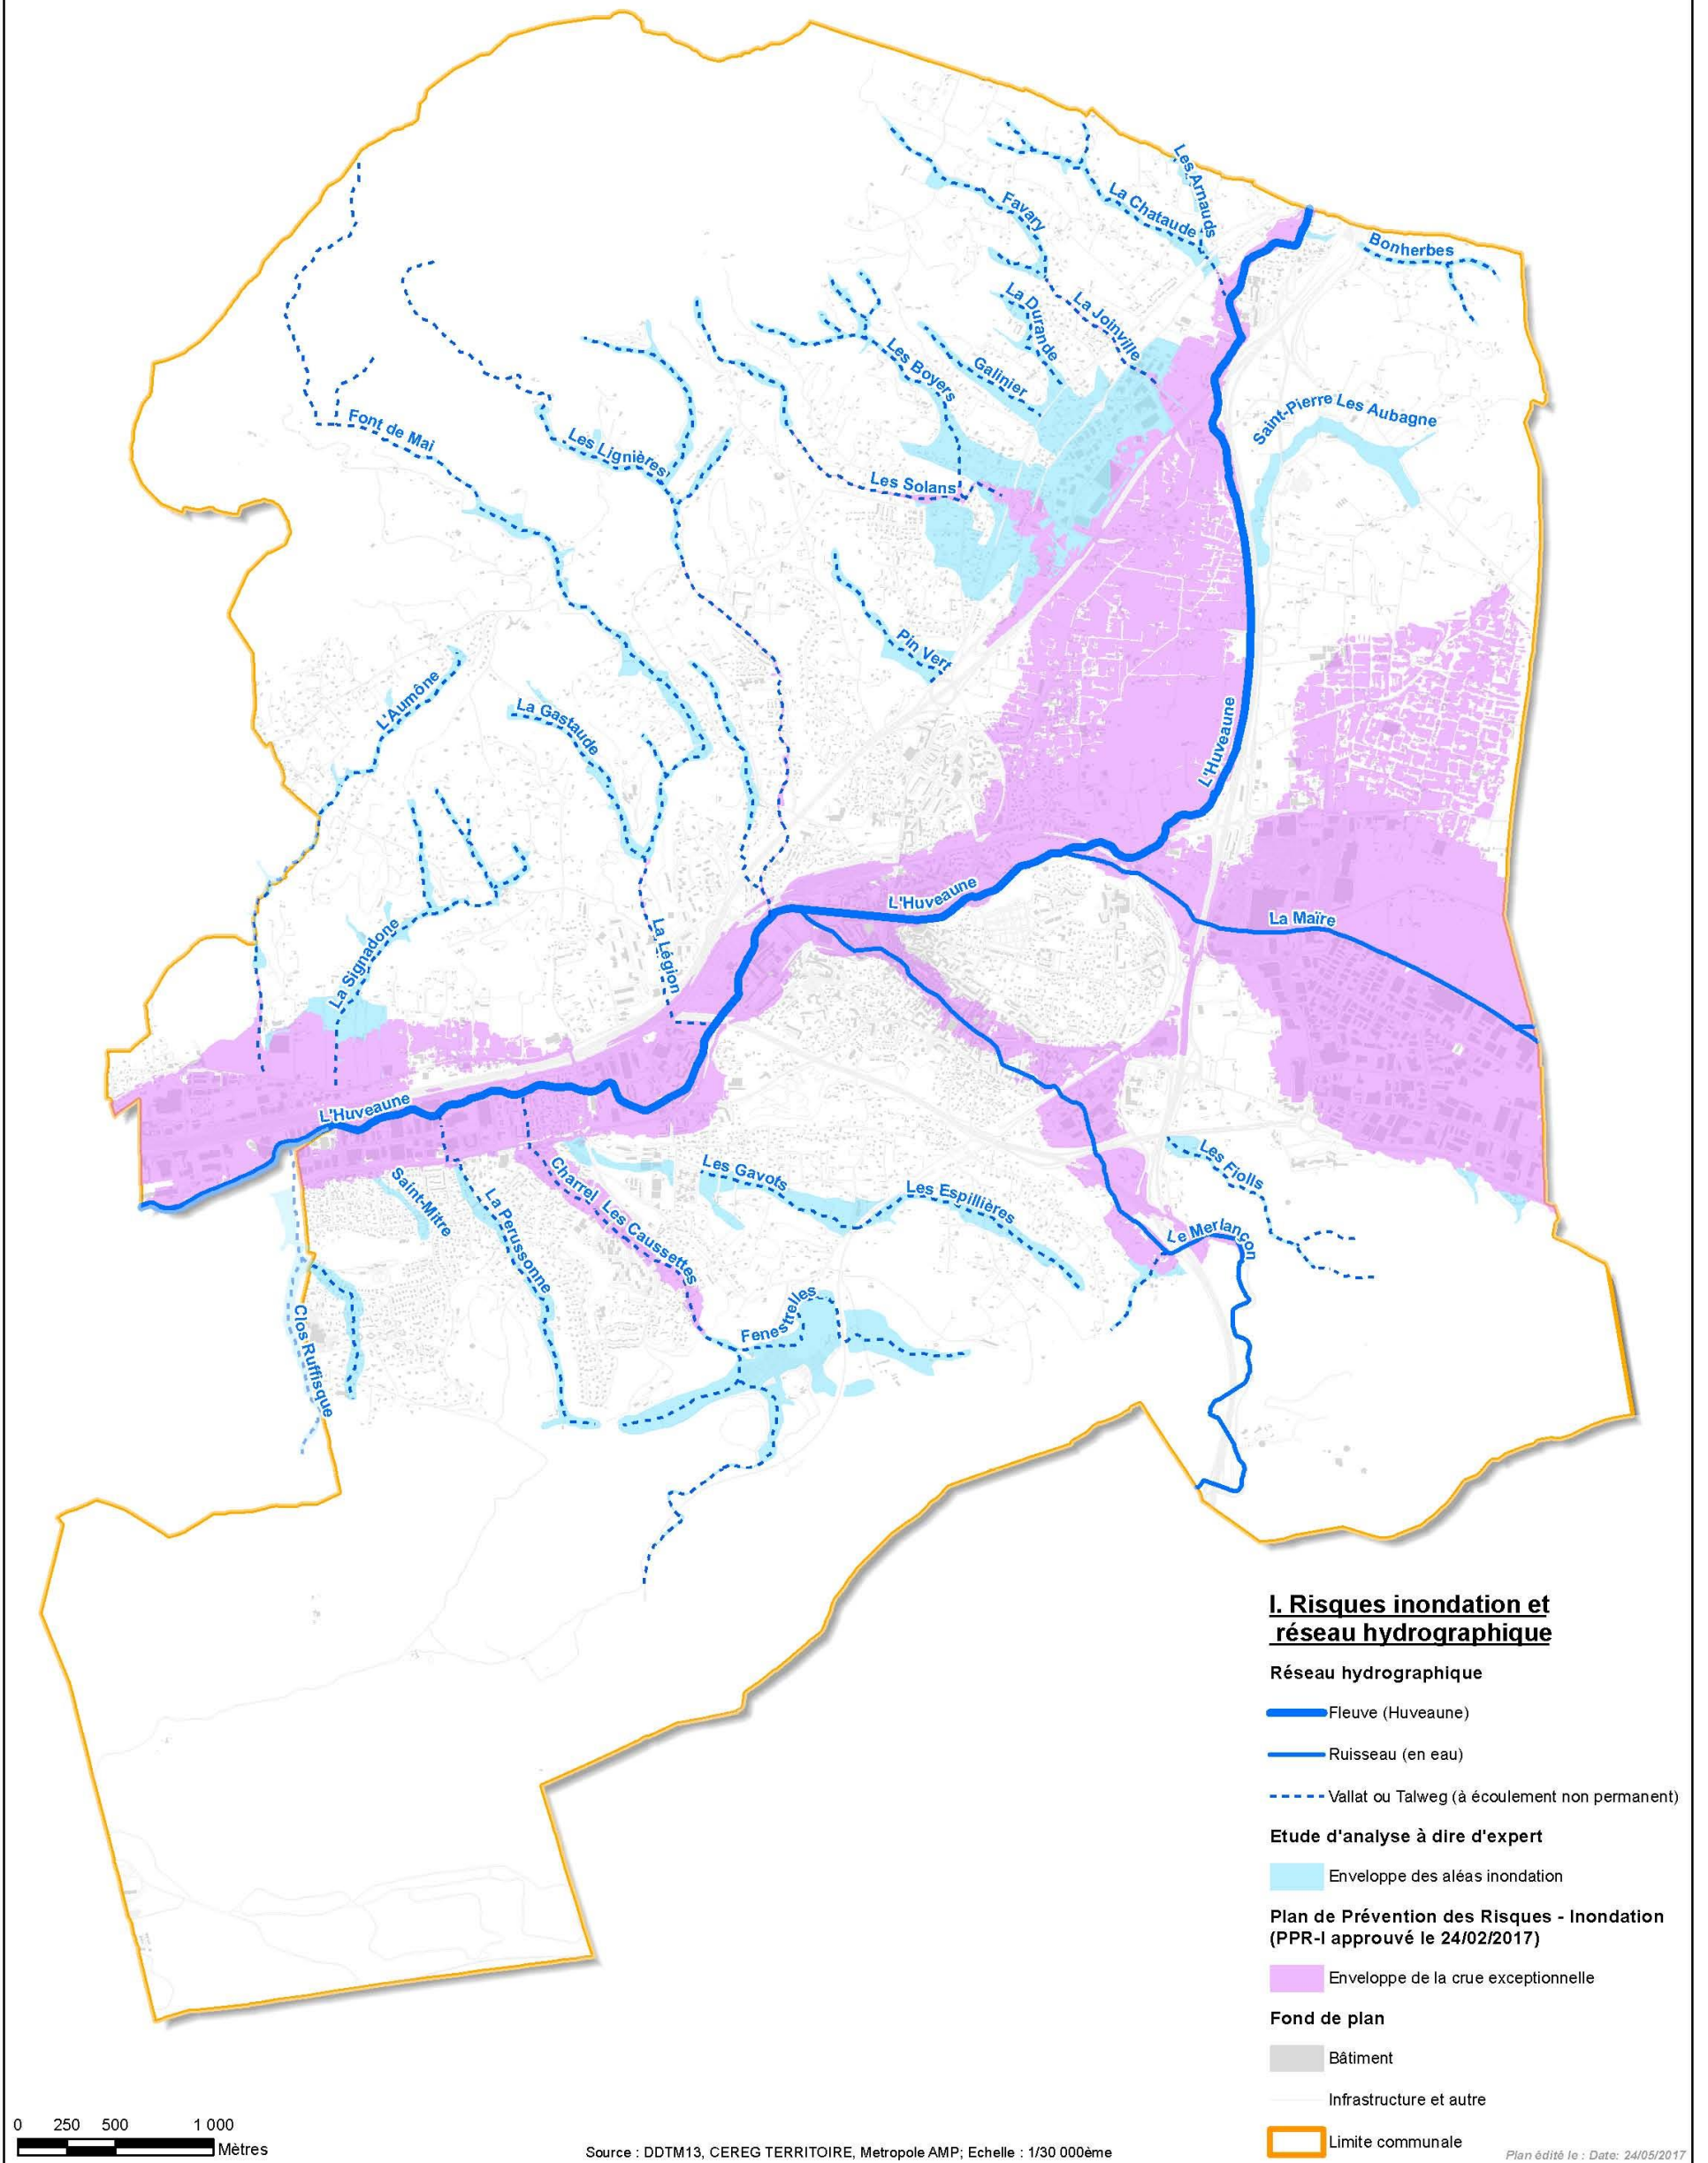 Les Arnauds
La Chataude
Favary
Bonherbes
La Joinville
La Durande
Galinier
Les Boyers
Saint-Pierre Les Aubagne
Font de Mai
Les Lignières
Les Solans
Pin Vert
L'Aumône
La Gastaude
L'Huveaune
L'Huveaune
La Maïre
La Signadone
La Légion
L'Huveaune
Les Fiolls
Charrel
Les Gavots
Les Espillières
Saint-Mitre
La Perussonne
Les Caussettes
Le Merlançon
Fenestrelles
Clos Ruffisque
I. Risques inondation et
réseau hydrographique
Réseau hydrographique
Fleuve (Huveaune)
Ruisseau (en eau)
Vallat ou Talweg (à écoulement non permanent)
Etude d'analyse à dire d'expert
Enveloppe des aléas inondation
Plan de Prévention des Risques - Inondation
(PPR-I approuvé le 24/02/2017)
Enveloppe de la crue exceptionnelle
Fond de plan
Bâtiment
Infrastructure et autre
Limite communale
0 250 500 1 000
Mètres
Source : DDTM13, CEREG TERRITOIRE, Metropole AMP; Echelle : 1/30 000ème
Plan édité le : Date: 24/05/2017